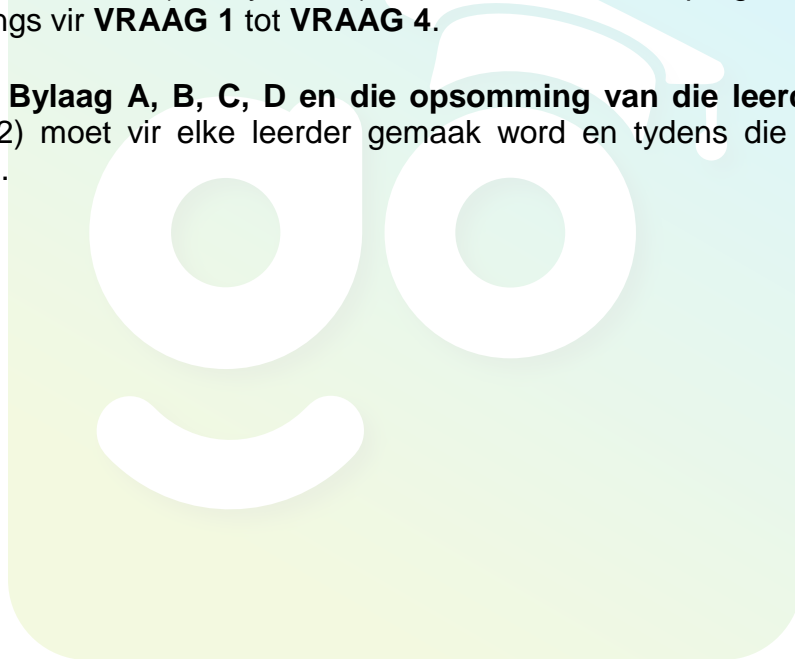 ngs vir VRAAG 1 tot VRAAG 4.
Bylaag A, B, C, D en die opsomming van die leerd
2) moet vir elke leerder gemaak word en tydens die
.
go